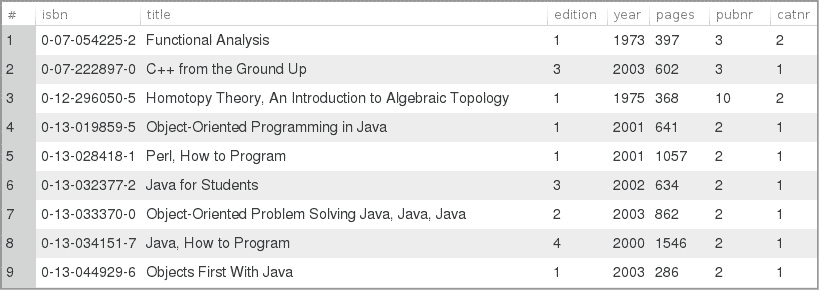 # isbn title edition year pages pubnr catnr
1 0-07-054225-2 Functional Analysis 1 1973 397 3 2
2 0-07-222897-0 C++ from the Ground Up 3 2003 602 3 1
3 0-12-296050-5 Homotopy Theory, An Introduction to Algebraic Topology 1 1975 368 10 2
4 0-13-019859-5 Object-Oriented Programming in Java 1 2001 641 2 1
5 0-13-028418-1 Perl, How to Program 1 2001 1057 2 1
6 0-13-032377-2 Java for Students 3 2002 634 2 1
7 0-13-033370-0 Object-Oriented Problem Solving Java, Java, Java 2 2003 862 2 1
8 0-13-034151-7 Java, How to Program 4 2000 1546 2 1
9 0-13-044929-6 Objects First With Java 1 2003 286 2 1